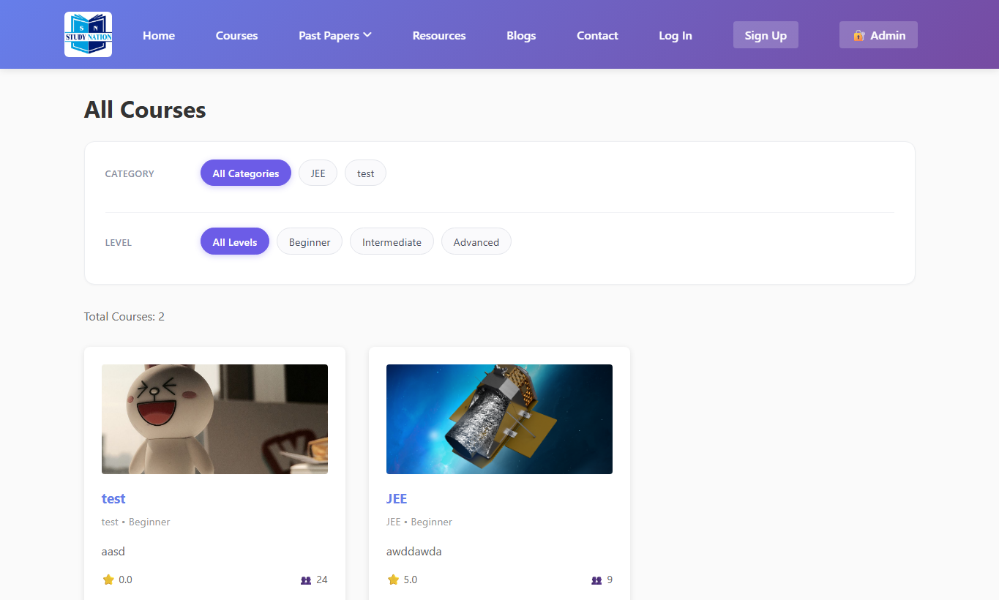 S N
STUDY NATION
Home Courses Past Papers Resources Blogs Contact Log In Sign Up Admin
All Courses
CATEGORY All Categories JEE test
LEVEL All Levels Beginner Intermediate Advanced
Total Courses: 2
test
test • Beginner
aasd
0.0 24
JEE
JEE • Beginner
awddawda
5.0 9